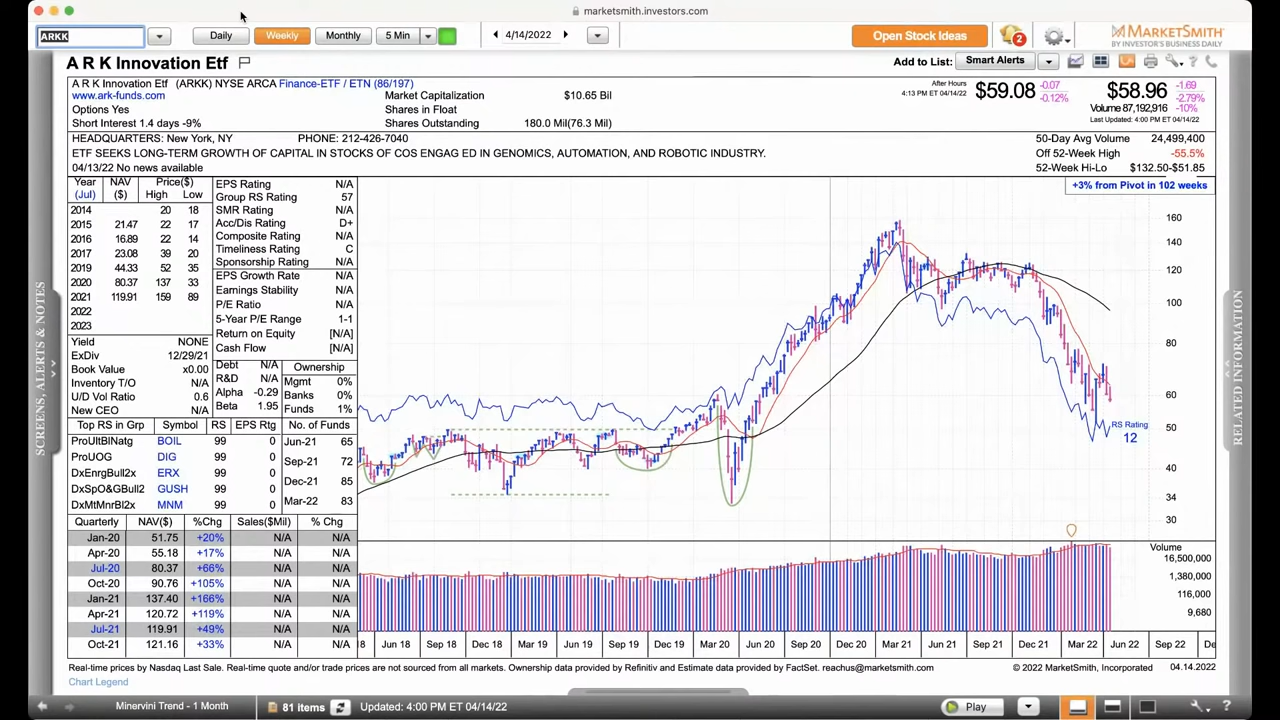 marketsmith.investors.com
ARKK
Daily
Weekly
Monthly
5 Min
4/14/2022
Open Stock Ideas
2
MarketSmith
BY INVESTOR'S BUSINESS DAILY
A R K Innovation Etf
Add to List:
Smart Alerts
A R K Innovation Etf (ARKK) NYSE ARCA Finance-ETF / ETN (86/197)
www.ark-funds.com
Options Yes
Short Interest 1.4 days -9%
Market Capitalization $10.65 Bil
Shares in Float
Shares Outstanding 180.0 Mil(76.3 Mil)
After Hours
4:13 PM ET 04/14/22
$59.08 -0.07
-0.12%
$58.96 -1.69
-2.79%
Volume 87,192,916 -10%
Last Updated: 4:00 PM ET 04/14/22
HEADQUARTERS: New York, NY PHONE: 212-426-7040
ETF SEEKS LONG-TERM GROWTH OF CAPITAL IN STOCKS OF COS ENGAG ED IN GENOMICS, AUTOMATION, AND ROBOTIC INDUSTRY.
04/13/22 No news available
50-Day Avg Volume 24,499,400
Off 52-Week High -55.5%
52-Week Hi-Lo $132.50-$51.85
Year NAV Price($)
(Jul) ($) High Low
2014 20 18
2015 21.47 22 17
2016 16.89 22 14
2017 23.08 39 20
2019 44.33 52 35
2020 80.37 137 33
2021 119.91 159 89
2022
2023
Yield NONE
ExDiv 12/29/21
Book Value x0.00
Inventory T/O N/A
U/D Vol Ratio 0.6
New CEO N/A
EPS Rating N/A
Group RS Rating 57
SMR Rating N/A
Acc/Dis Rating D+
Composite Rating N/A
Timeliness Rating C
Sponsorship Rating N/A
EPS Growth Rate N/A
Earnings Stability N/A
P/E Ratio N/A
5-Year P/E Range 1-1
Return on Equity [N/A]
Cash Flow [N/A]
Debt N/A
R&D N/A
Alpha -0.29
Beta 1.95
Ownership
Mgmt 0%
Banks 0%
Funds 1%
Top RS in Grp Symbol RS EPS Rtg
ProUltBlNatg BOIL 99 0
ProUOG DIG 99 0
DxEnrgBull2x ERX 99 0
DxSpO&GBull2 GUSH 99 0
DxMtMnrBl2x MNM 99 0
No. of Funds
Jun-21 65
Sep-21 72
Dec-21 85
Mar-22 83
Quarterly NAV($) %Chg Sales($Mil) % Chg
Jan-20 51.75 +20% N/A N/A
Apr-20 55.18 +17% N/A N/A
Jul-20 80.37 +66% N/A N/A
Oct-20 90.76 +105% N/A N/A
Jan-21 137.40 +166% N/A N/A
Apr-21 120.72 +119% N/A N/A
Jul-21 119.91 +49% N/A N/A
Oct-21 121.16 +33% N/A N/A
+3% from Pivot in 102 weeks
160
140
120
100
80
60
50
40
34
30
RS Rating
12
Volume
16,500,000
1,380,000
116,000
9,680
8 Jun 18 Sep 18 Dec 18 Mar 19 Jun 19 Sep 19 Dec 19 Mar 20 Jun 20 Sep 20 Dec 20 Mar 21 Jun 21 Sep 21 Dec 21 Mar 22 Jun 22 Sep 22 De
SCREENS, ALERTS & NOTES
RELATED INFORMATION
Real-time prices by Nasdaq Last Sale. Real-time quote and/or trade prices are not sourced from all markets. Ownership data provided by Refinitiv and Estimate data provided by FactSet. reachus@marketsmith.com
© 2022 MarketSmith, Incorporated 04.14.2022
Chart Legend
Minervini Trend - 1 Month
81 items
Updated: 4:00 PM ET 04/14/22
Play